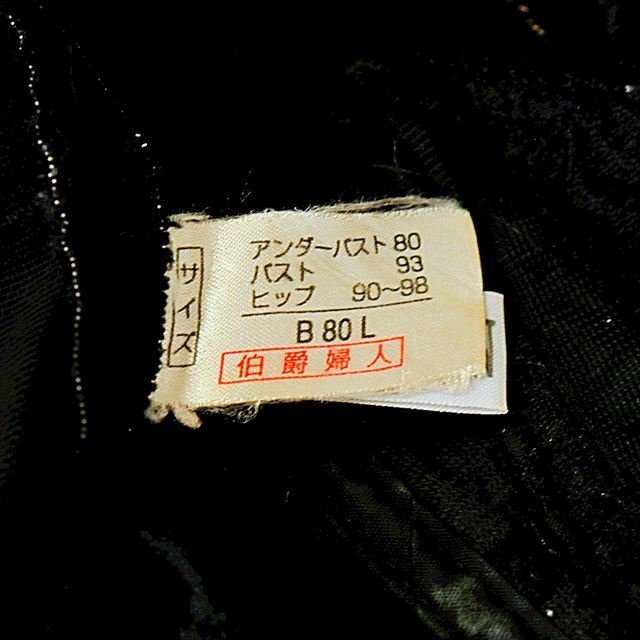 サイズ
アンダーバスト 80
バスト 93
ヒップ 90~98
B 80 L
伯爵婦人